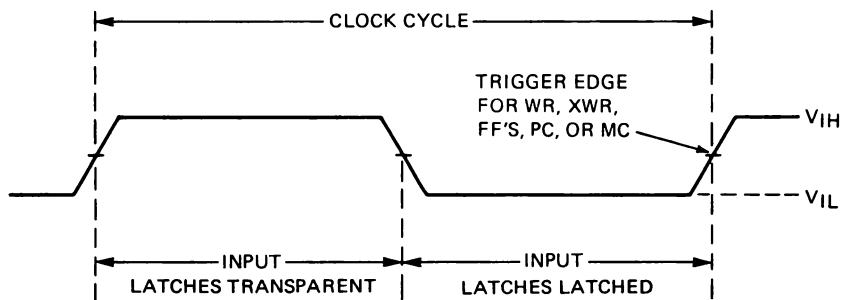 CLOCK CYCLE
TRIGGER EDGE
FOR WR, XWR,
FF'S, PC, OR MC
VIH
VIL
INPUT
LATCHES TRANSPARENT
INPUT
LATCHES LATCHED